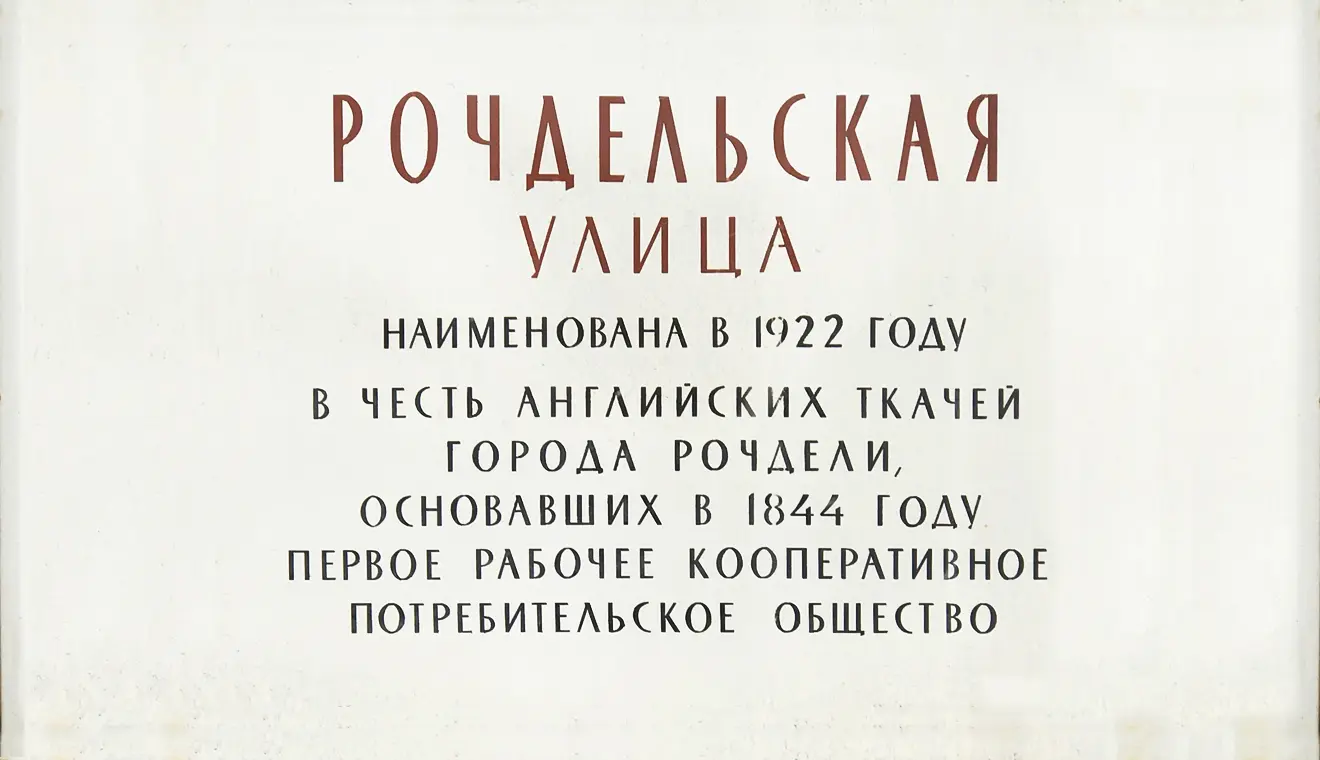 РОЧДЕЛЬСКАЯ
УЛИЦА
НАИМЕНОВАНА В 1922 ГОДУ
В ЧЕСТЬ АНГЛИЙСКИХ ТКАЧЕЙ
ГОРОДА РОЧДЕЛИ,
ОСНОВАВШИХ В 1844 ГОДУ
ПЕРВОЕ РАБОЧЕЕ КООПЕРАТИВНОЕ
ПОТРЕБИТЕЛЬСКОЕ ОБЩЕСТВО